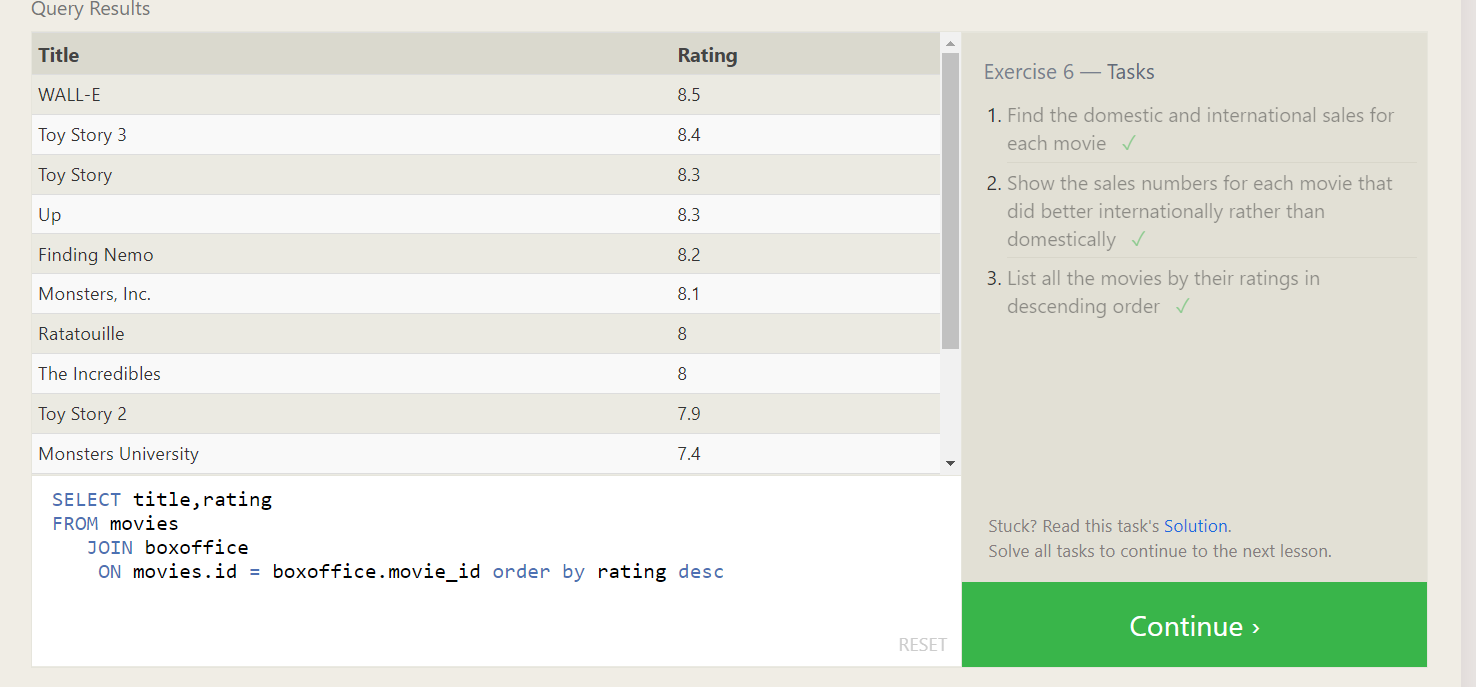 Query Results
Title Rating
WALL-E 8.5
Toy Story 3 8.4
Toy Story 8.3
Up 8.3
Finding Nemo 8.2
Monsters, Inc. 8.1
Ratatouille 8
The Incredibles 8
Toy Story 2 7.9
Monsters University 7.4
SELECT title,rating
FROM movies
JOIN boxoffice
ON movies.id = boxoffice.movie_id order by rating desc
RESET
Exercise 6 — Tasks
1. Find the domestic and international sales for
each movie ✓
2. Show the sales numbers for each movie that
did better internationally rather than
domestically ✓
3. List all the movies by their ratings in
descending order ✓
Stuck? Read this task's Solution.
Solve all tasks to continue to the next lesson.
Continue ›